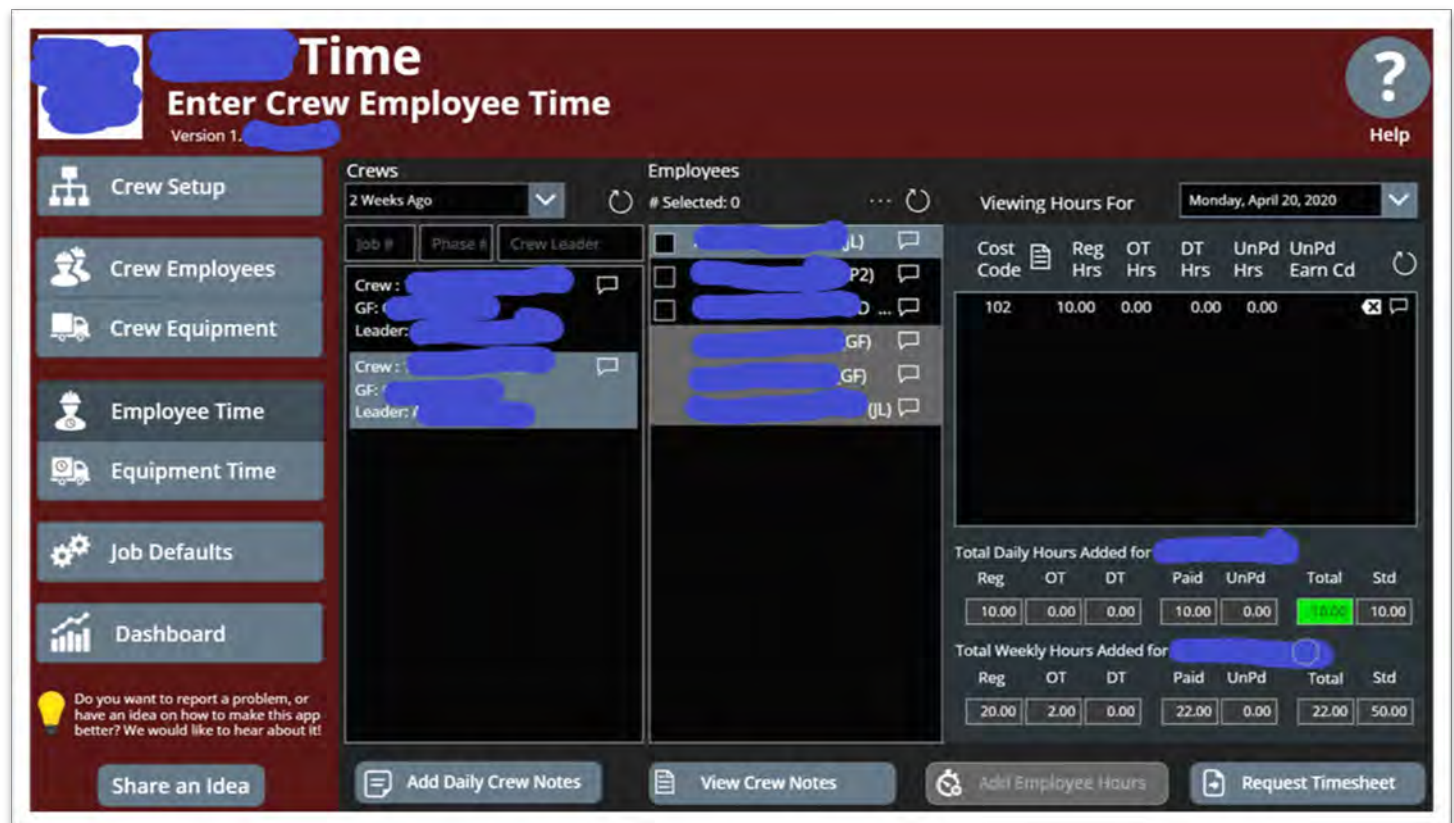 Time
Enter Crew Employee Time
Version 1.
?
Help
Crew Setup
Crew Employees
Crew Equipment
Employee Time
Equipment Time
Job Defaults
Dashboard
Do you want to report a problem, or
have an idea on how to make this app
better? We would like to hear about it!
Share an Idea
Crews
2 Weeks Ago
Job # Phase # Crew Leader
Crew :
GF:
Leader:
Crew :
GF:
Leader:
Employees
# Selected: 0 ...
JL)
P2)
...
GF)
GF)
(JL)
Viewing Hours For Monday, April 20, 2020
Cost Code Reg Hrs OT Hrs DT Hrs UnPd Hrs UnPd Earn Cd
102 10.00 0.00 0.00 0.00
Total Daily Hours Added for
Reg OT DT Paid UnPd Total Std
10.00 0.00 0.00 10.00 0.00 10.00 10.00
Total Weekly Hours Added for
Reg OT DT Paid UnPd Total Std
20.00 2.00 0.00 22.00 0.00 22.00 50.00
Add Daily Crew Notes
View Crew Notes
Add Employee Hours
Request Timesheet